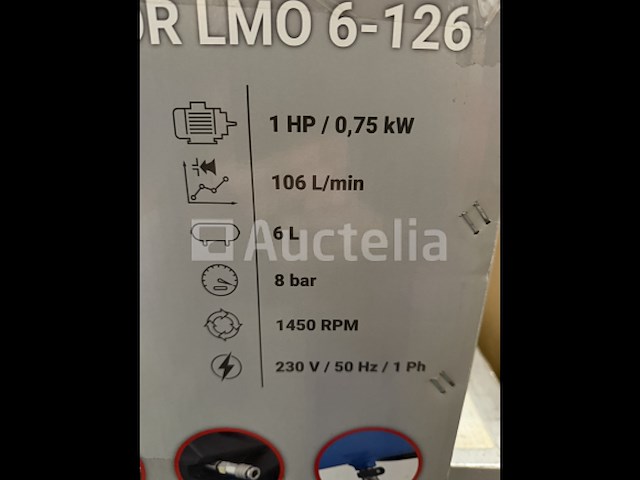 OR LMO 6-126
1 HP / 0,75 kW
106 L/min
6 L
Auctelia
8 bar
1450 RPM
230 V / 50 Hz / 1 Ph